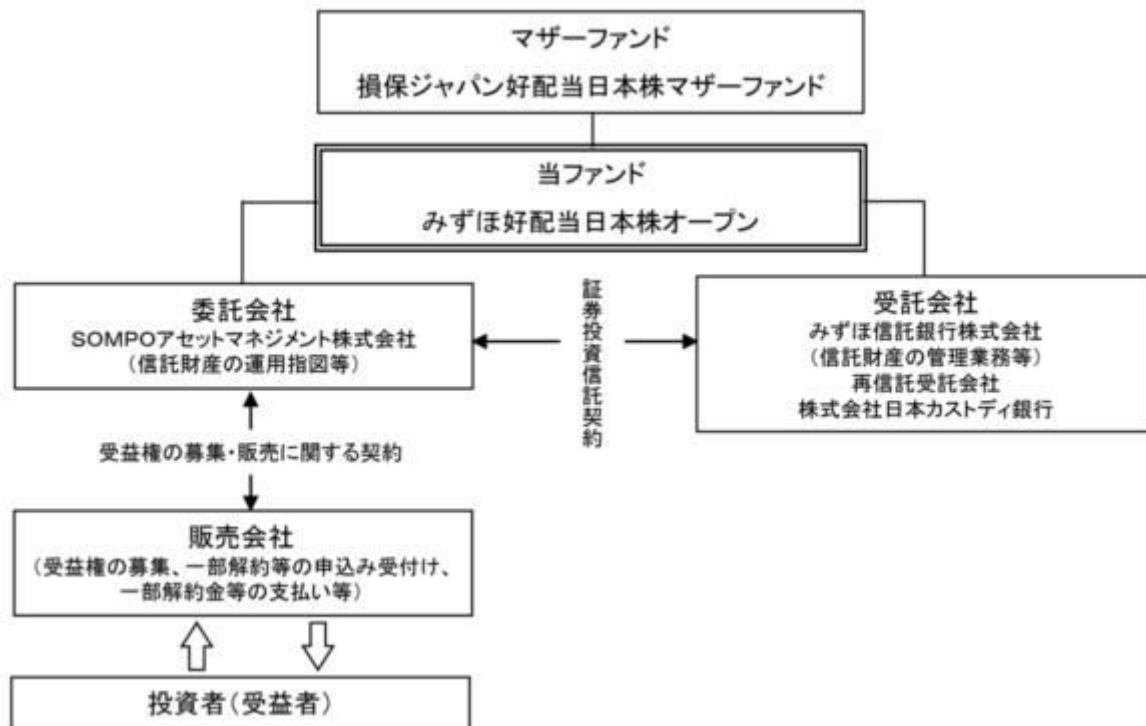 マザーファンド
損保ジャパン好配当日本株マザーファンド
当ファンド
みずほ好配当日本株オープン
委託会社
SOMPOアセットマネジメント株式会社
（信託財産の運用指図等）
証券投資信託契約
受託会社
みずほ信託銀行株式会社
（信託財産の管理業務等）
再信託受託会社
株式会社日本カストディ銀行
受益権の募集・販売に関する契約
販売会社
（受益権の募集、一部解約等の申込み受付け、
一部解約金等の支払い等）
投資者（受益者）